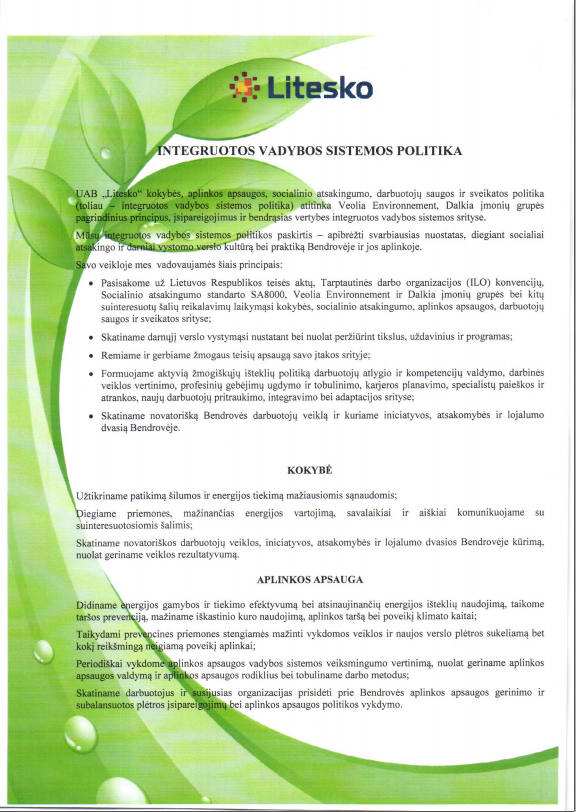 Litesko
INTEGRUOTOS VADYBOS SISTEMOS POLITIKA
UAB „Litesko“ kokybės, aplinkos apsaugos, socialinio atsakingumo, darbuotojų saugos ir sveikatos politika
(toliau – integruotos vadybos sistemos politika) atitinka Veolia Environnement, Dalkia įmonių grupės
pagrindinius principus, įsipareigojimus ir bendrąsias vertybes integruotos vadybos sistemos srityse.
Mūsų integruotos vadybos sistemos politikos paskirtis – apibrėžti svarbiausias nuostatas, diegiant socialiai
atsakingo ir darniai vystomo verslo kultūrą bei praktiką Bendrovėje ir jos aplinkoje.
Savo veikloje mes vadovaujamės šiais principais:
• Pasisakome už Lietuvos Respublikos teisės aktų, Tarptautinės darbo organizacijos (ILO) konvencijų,
Socialinio atsakingumo standarto SA8000, Veolia Environnement ir Dalkia įmonių grupės bei kitų
suinteresuotų šalių reikalavimų laikymąsi kokybės, socialinio atsakingumo, aplinkos apsaugos, darbuotojų
saugos ir sveikatos srityse;
• Skatiname darnųjį verslo vystymąsi nustatant bei nuolat peržiūrint tikslus, uždavinius ir programas;
• Remiame ir gerbiame žmogaus teisių apsaugą savo įtakos srityje;
• Formuojame aktyvią žmogiškųjų išteklių politiką darbuotojų atlygio ir kompetencijų valdymo, darbinės
veiklos vertinimo, profesinių gebėjimų ugdymo ir tobulinimo, karjeros planavimo, specialistų paieškos ir
atrankos, naujų darbuotojų pritraukimo, integravimo bei adaptacijos srityse;
• Skatiname novatorišką Bendrovės darbuotojų veiklą ir kuriame iniciatyvos, atsakomybės ir lojalumo
dvasią Bendrovėje.
KOKYBĖ
Užtikriname patikimą šilumos ir energijos tiekimą mažiausiomis sąnaudomis;
Diegiame priemones, mažinančias energijos vartojimą, savalaikiai ir aiškiai komunikuojame su
suinteresuotosiomis šalimis;
Skatiname novatoriškos darbuotojų veiklos, iniciatyvos, atsakomybės ir lojalumo dvasios Bendrovėje kūrimą,
nuolat geriname veiklos rezultatyvumą.
APLINKOS APSAUGA
Didiname energijos gamybos ir tiekimo efektyvumą bei atsinaujinančių energijos išteklių naudojimą, taikome
taršos prevenciją, mažiname iškastinio kuro naudojimą, aplinkos taršą bei poveikį klimato kaitai;
Taikydami prevencines priemones stengiamės mažinti vykdomos veiklos ir naujos verslo plėtros sukeliamą bet
kokį reikšmingą neigiamą poveikį aplinkai;
Periodiškai vykdome aplinkos apsaugos vadybos sistemos veiksmingumo vertinimą, nuolat geriname aplinkos
apsaugos valdymą ir aplinkos apsaugos rodiklius bei tobuliname darbo metodus;
Skatiname darbuotojus ir susijusias organizacijas prisidėti prie Bendrovės aplinkos apsaugos gerinimo ir
subalansuotos plėtros įsipareigojimų bei aplinkos apsaugos politikos vykdymo.